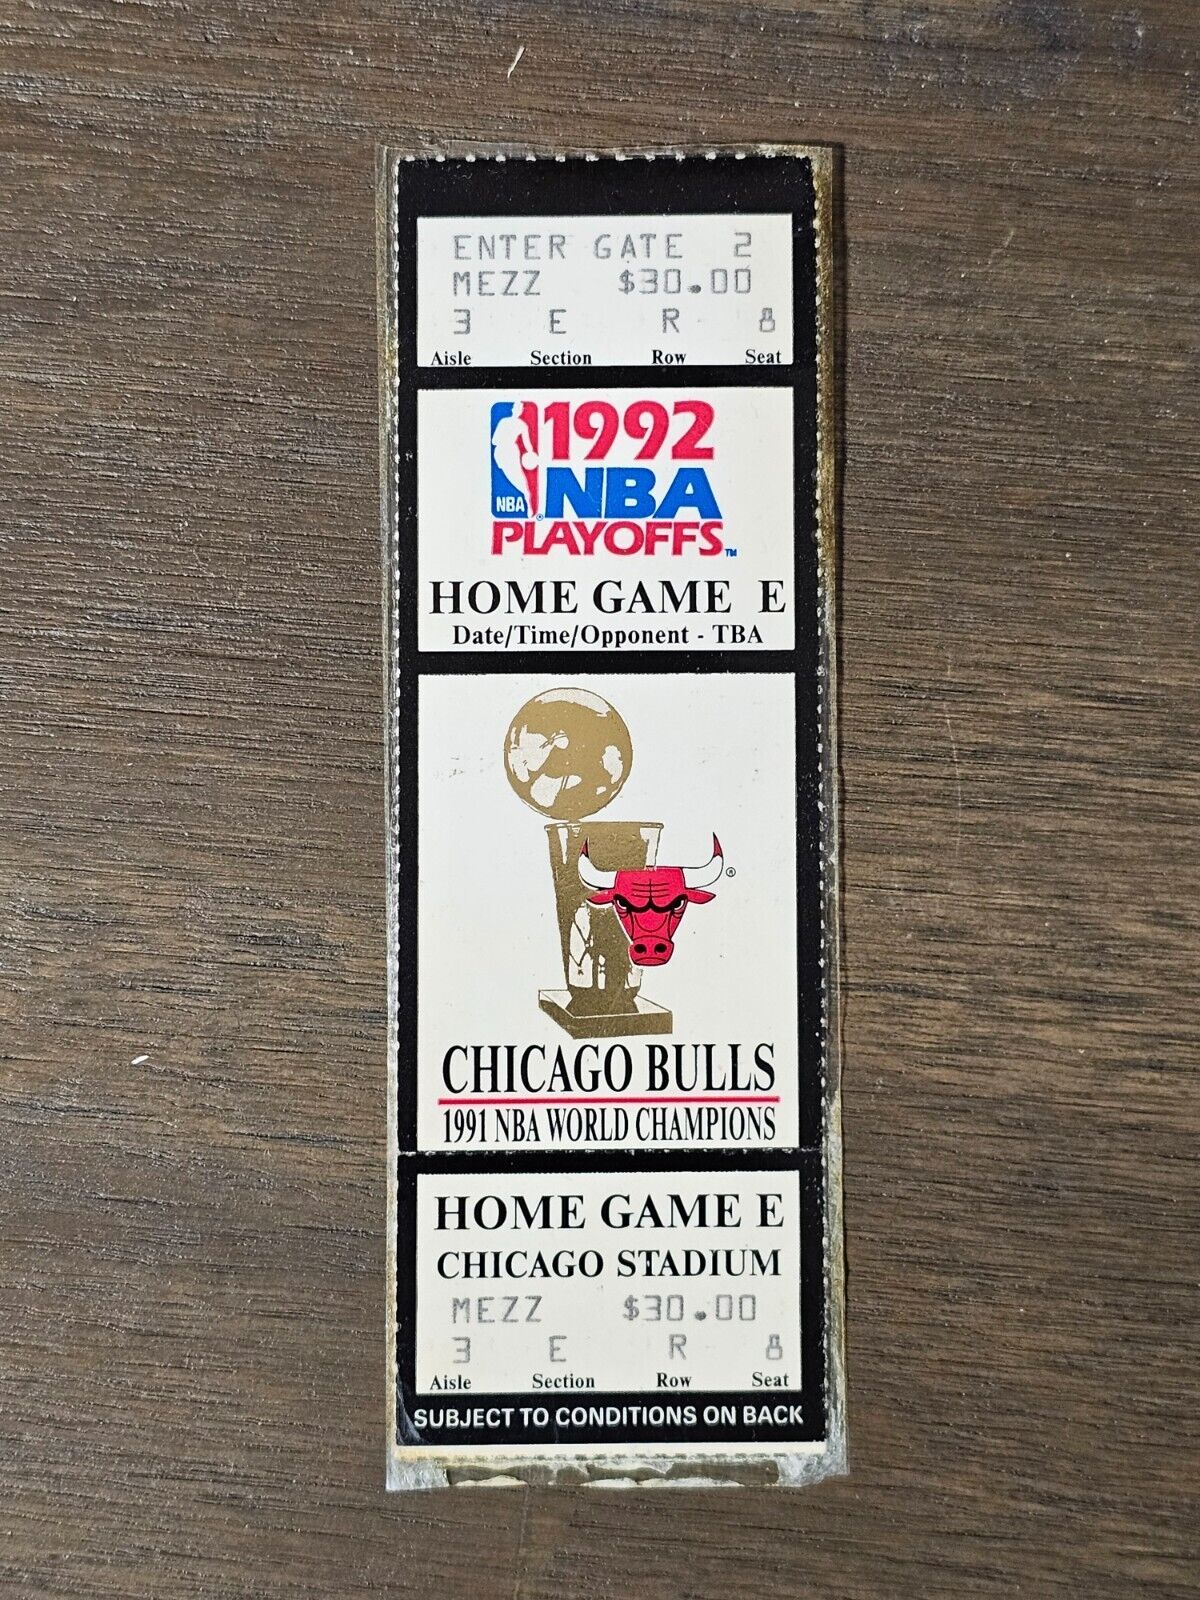 ENTER GATE 2
MEZZ $30.00
3 E R 8
Aisle Section Row Seat
1992
NBA
NBA ®
PLAYOFFS ™
HOME GAME E
Date/Time/Opponent - TBA
®
CHICAGO BULLS
1991 NBA WORLD CHAMPIONS
HOME GAME E
CHICAGO STADIUM
MEZZ $30.00
3 E R 8
Aisle Section Row Seat
SUBJECT TO CONDITIONS ON BACK